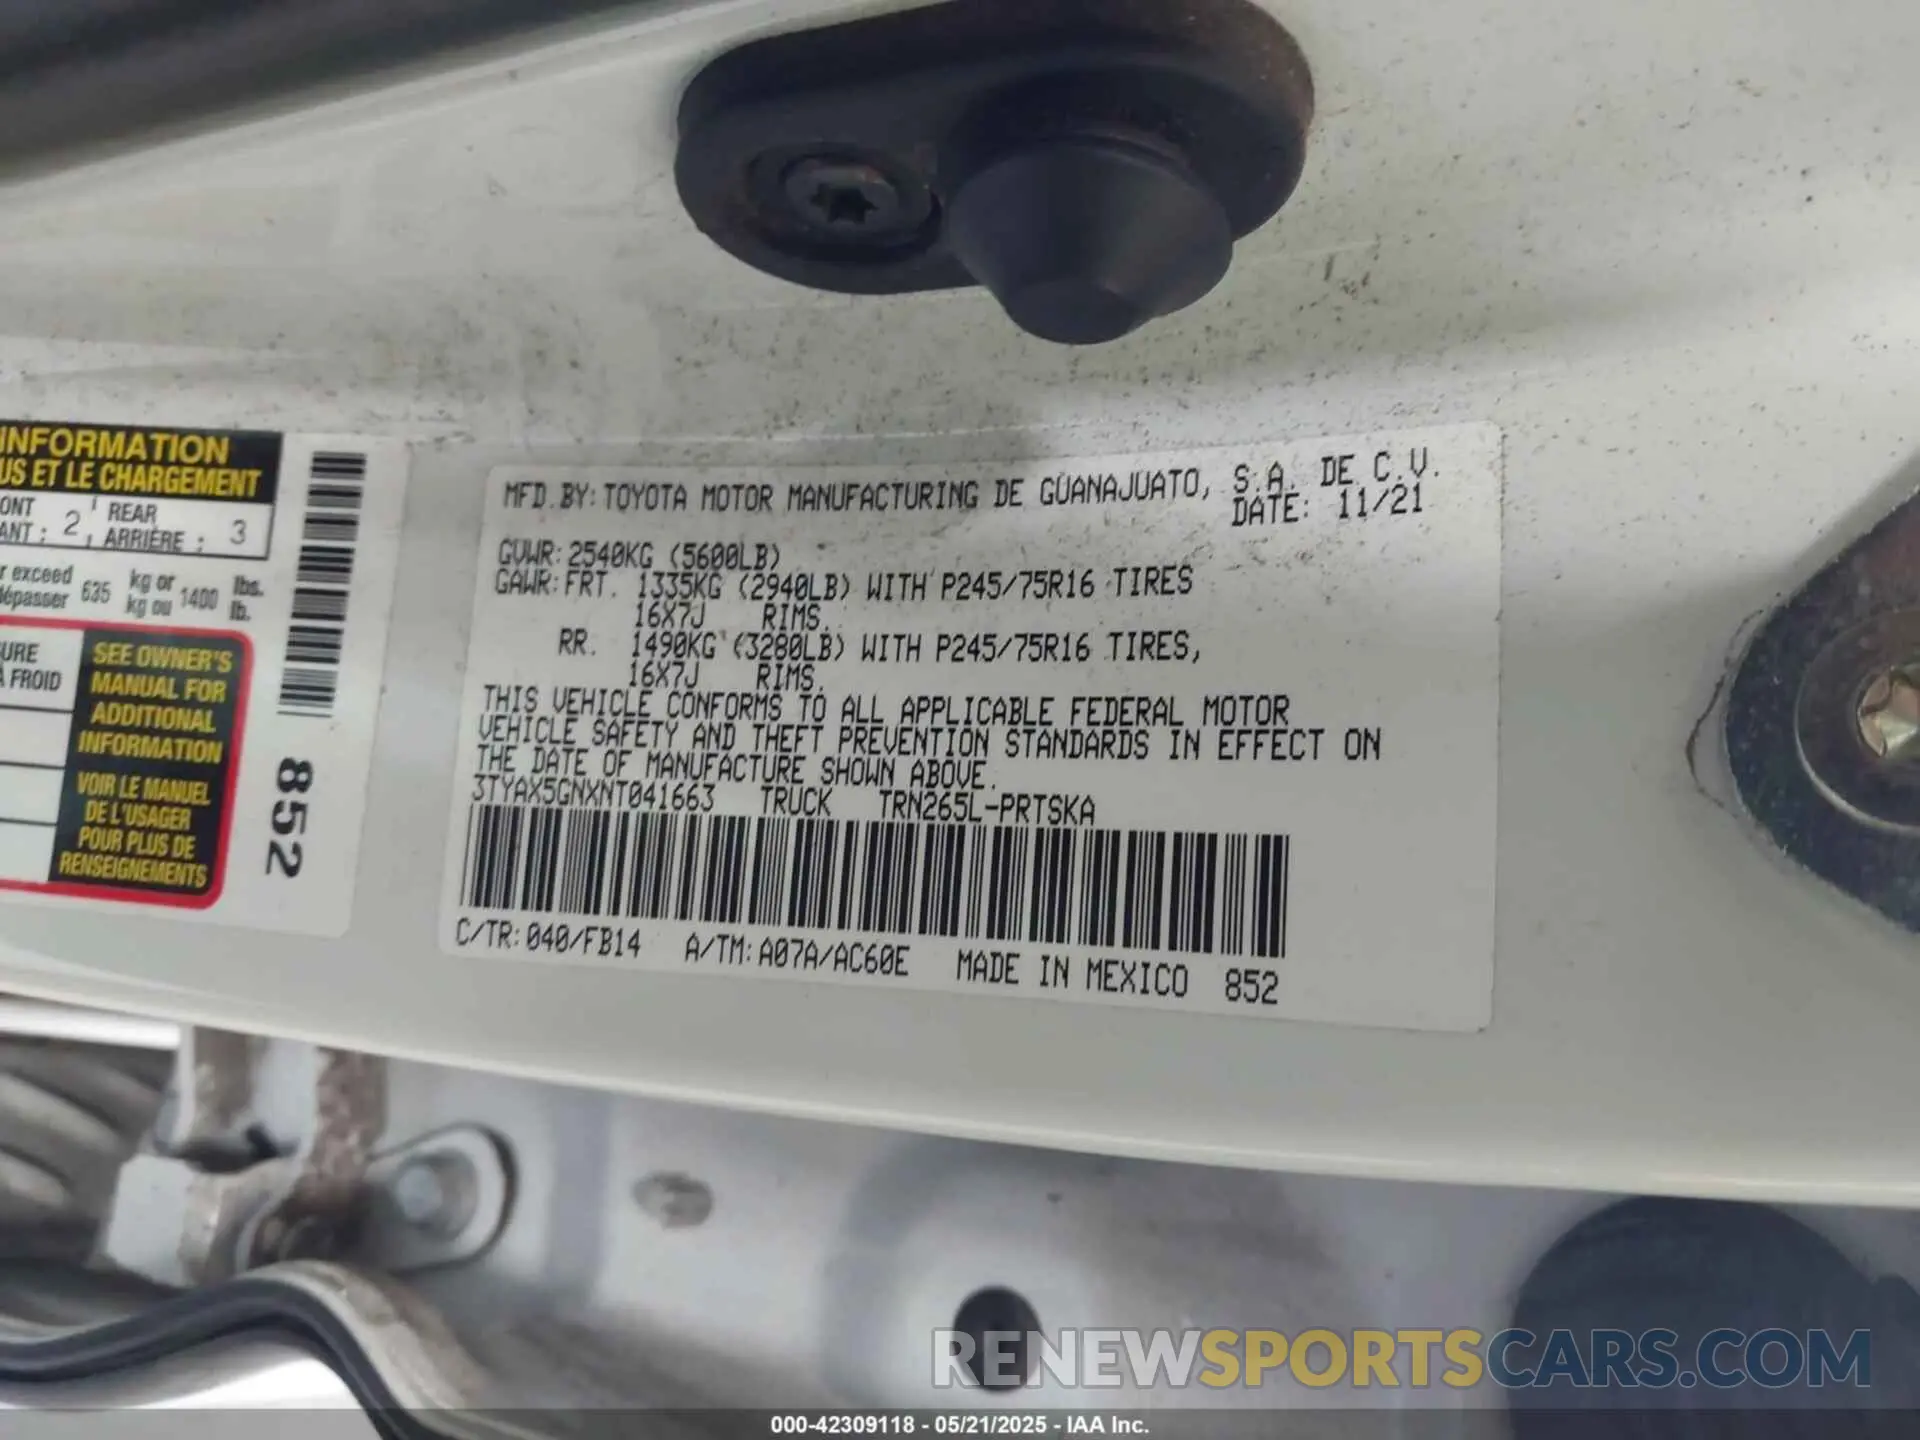 INFORMATION
US ET LE CHARGEMENT
ONT
ANT : 2 , REAR
ARRIÈRE : 3
r exceed
dépasser 635 kg or
kg ou 1400 lbs.
lb.
URE
À FROID
SEE OWNER'S
MANUAL FOR
ADDITIONAL
INFORMATION
VOIR LE MANUEL
DE L'USAGER
POUR PLUS DE
RENSEIGNEMENTS
852
MFD. BY: TOYOTA MOTOR MANUFACTURING DE GUANAJUATO, S.A. DE C.V.
DATE: 11/21
GVWR: 2540KG (5600LB)
GAWR: FRT. 1335KG (2940LB) WITH P245/75R16 TIRES
16X7J RIMS.
RR. 1490KG (3280LB) WITH P245/75R16 TIRES,
16X7J RIMS.
THIS VEHICLE CONFORMS TO ALL APPLICABLE FEDERAL MOTOR
VEHICLE SAFETY AND THEFT PREVENTION STANDARDS IN EFFECT ON
THE DATE OF MANUFACTURE SHOWN ABOVE.
3TYAX5GNXNT041663 TRUCK TRN265L-PRTSKA
C/TR: 040/FB14 A/TM: A07A/AC60E MADE IN MEXICO 852
RENEWSPORTSCARS.COM
000-42309118 - 05/21/2025 - IAA Inc.